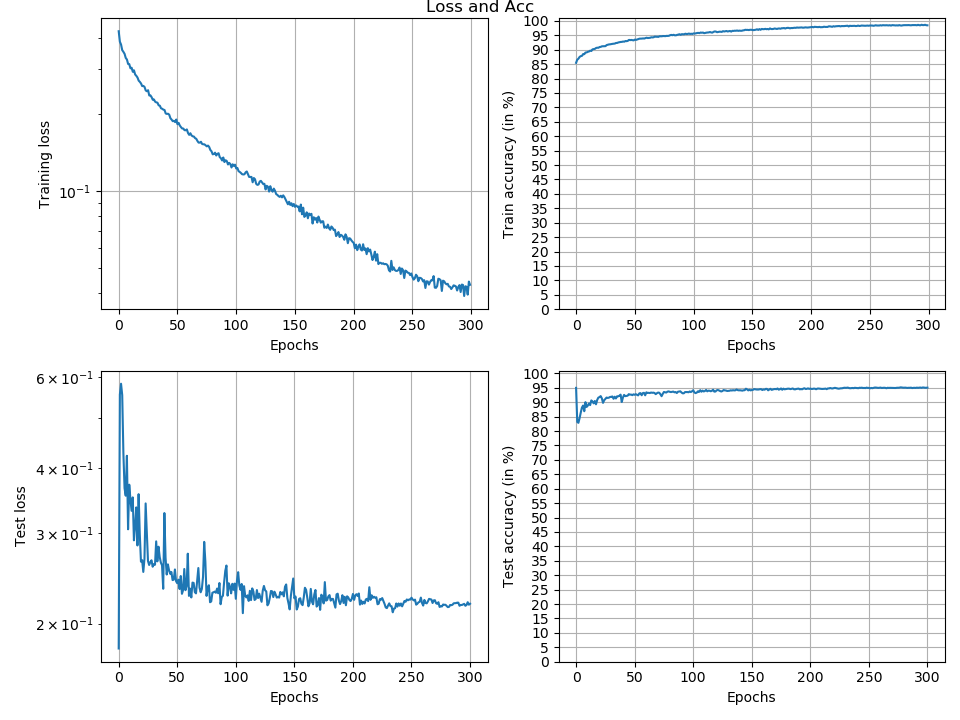 Loss and Acc
Training loss
10⁻¹
0 50 100 150 200 250 300
Epochs
Train accuracy (in %)
100
95
90
85
80
75
70
65
60
55
50
45
40
35
30
25
20
15
10
5
0
0 50 100 150 200 250 300
Epochs
Test loss
6 × 10⁻¹
4 × 10⁻¹
3 × 10⁻¹
2 × 10⁻¹
0 50 100 150 200 250 300
Epochs
Test accuracy (in %)
100
95
90
85
80
75
70
65
60
55
50
45
40
35
30
25
20
15
10
5
0
0 50 100 150 200 250 300
Epochs